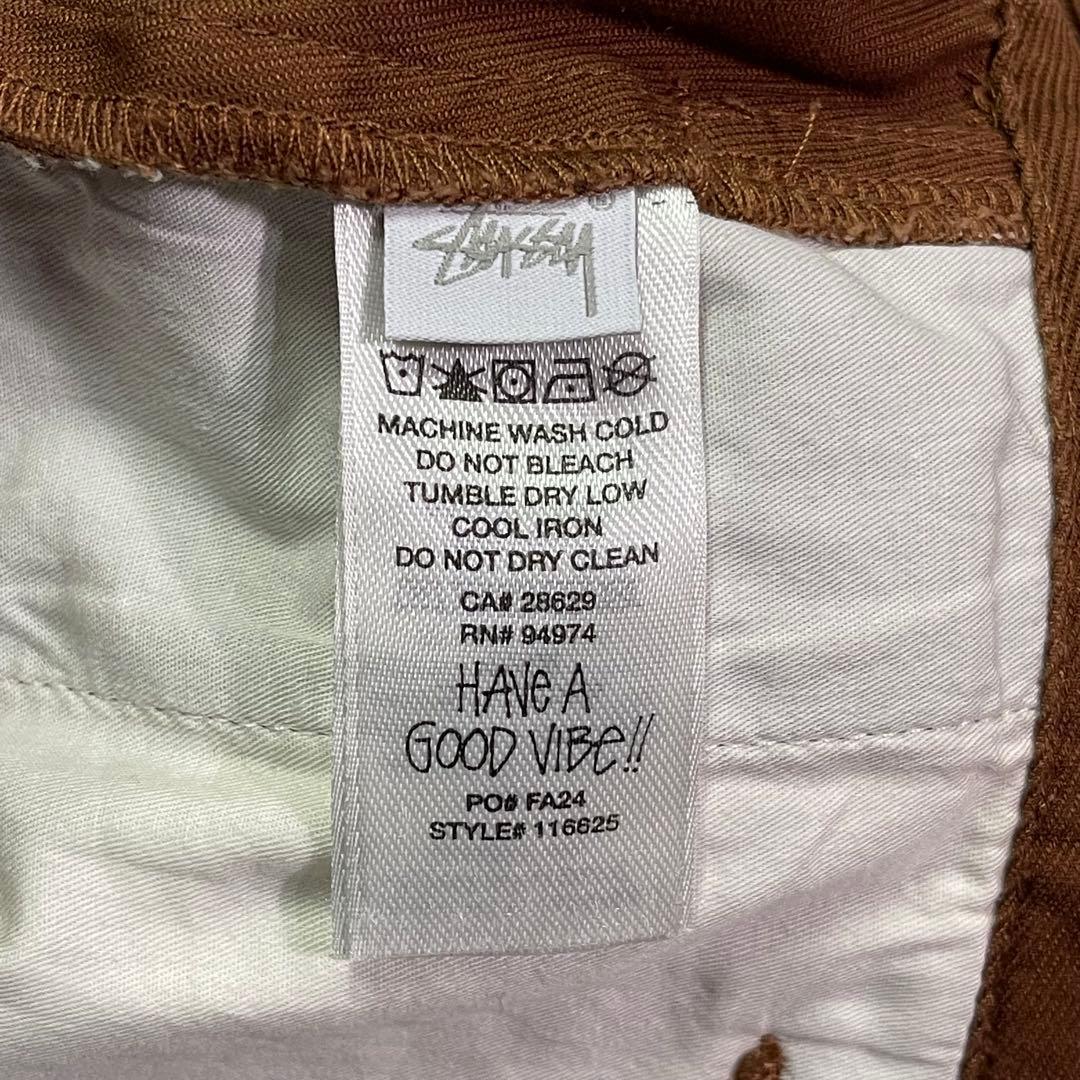 ®
STÜSSY
MACHINE WASH COLD
DO NOT BLEACH
TUMBLE DRY LOW
COOL IRON
DO NOT DRY CLEAN
CA# 28629
RN# 94974
HAVE A
GOOD VIBE!!
PO# FA24
STYLE# 116625